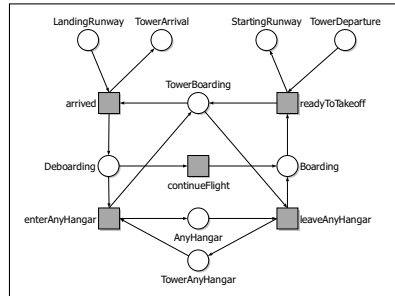 LandingRunway TowerArrival StartingRunway TowerDeparture
arrived TowerBoarding readyToTakeoff
Deboarding Boarding
continueFlight
enterAnyHangar leaveAnyHangar
AnyHangar
TowerAnyHangar